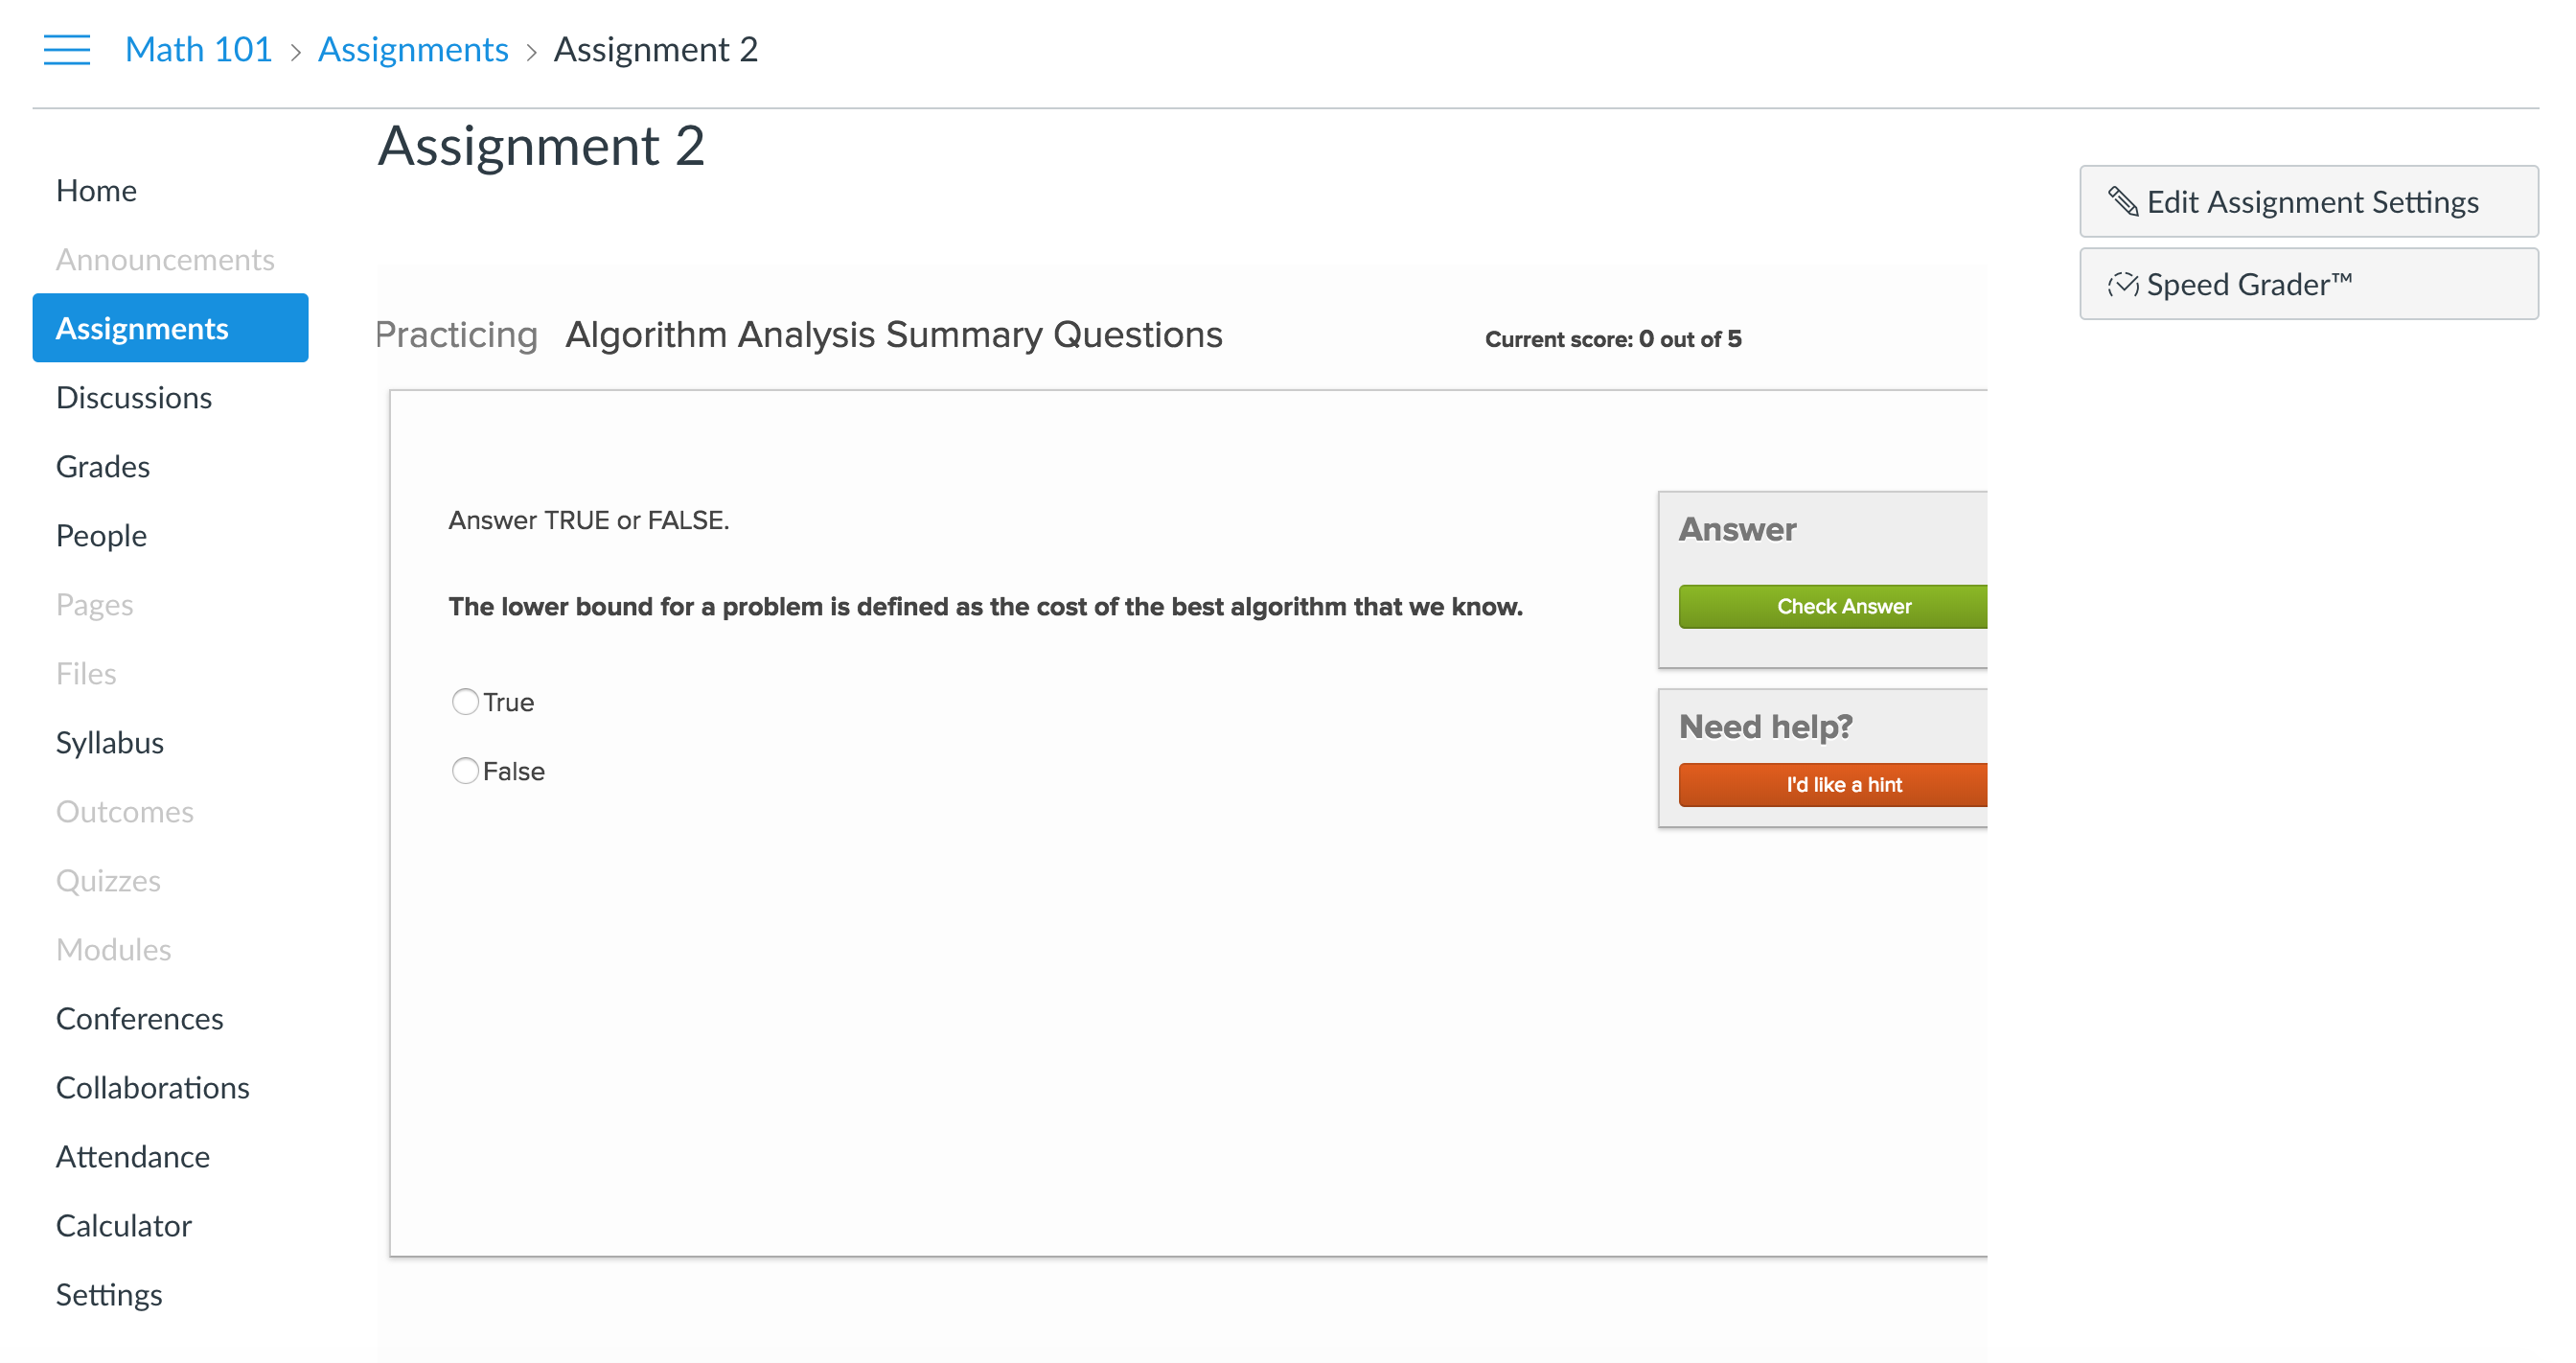 Math 101 > Assignments > Assignment 2
Assignment 2
Home
Announcements
Assignments
Discussions
Grades
People
Pages
Files
Syllabus
Outcomes
Quizzes
Modules
Conferences
Collaborations
Attendance
Calculator
Settings
Practicing Algorithm Analysis Summary Questions
Current score: 0 out of 5
Answer TRUE or FALSE.
The lower bound for a problem is defined as the cost of the best algorithm that we know.
True
False
Answer
Check Answer
Need help?
I'd like a hint
Edit Assignment Settings
Speed Grader™